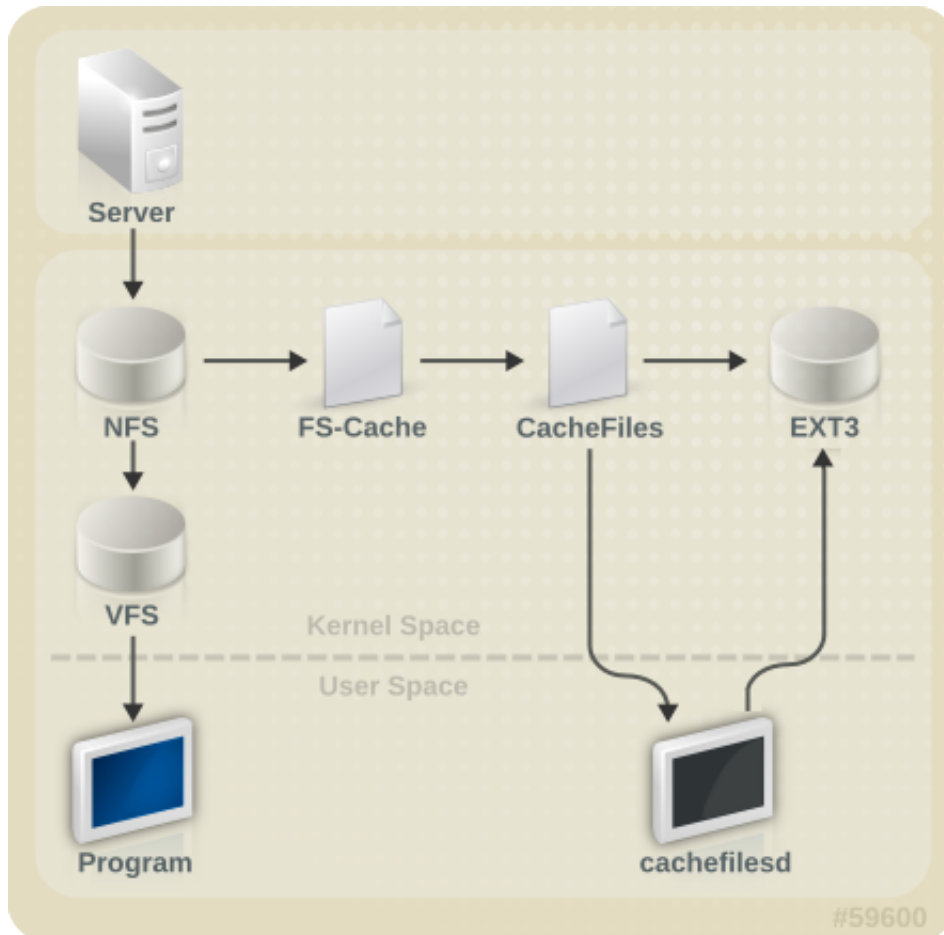 Server
NFS
FS-Cache
CacheFiles
EXT3
VFS
Kernel Space
User Space
Program
cachefilesd
#59600